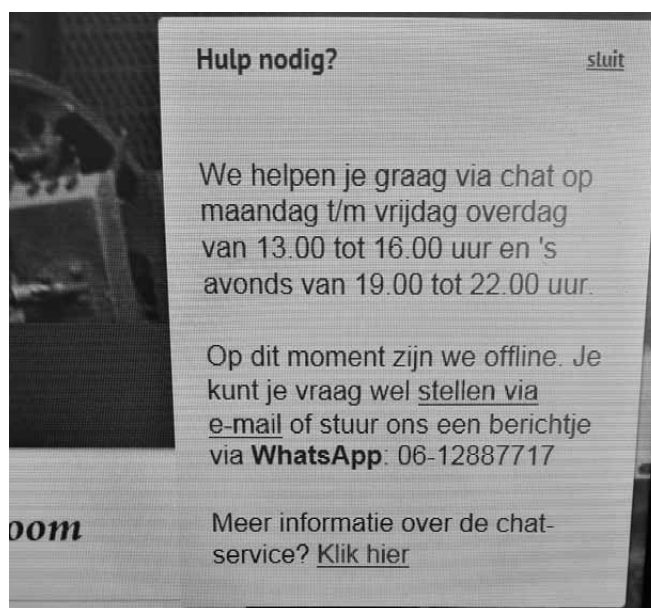 Hulp nodig?
sluit
We helpen je graag via chat op
maandag t/m vrijdag overdag
van 13.00 tot 16.00 uur en 's
avonds van 19.00 tot 22.00 uur.
Op dit moment zijn we offline. Je
kunt je vraag wel stellen via
e-mail of stuur ons een berichtje
via WhatsApp: 06-12887717
oom
Meer informatie over de chat-
service? Klik hier